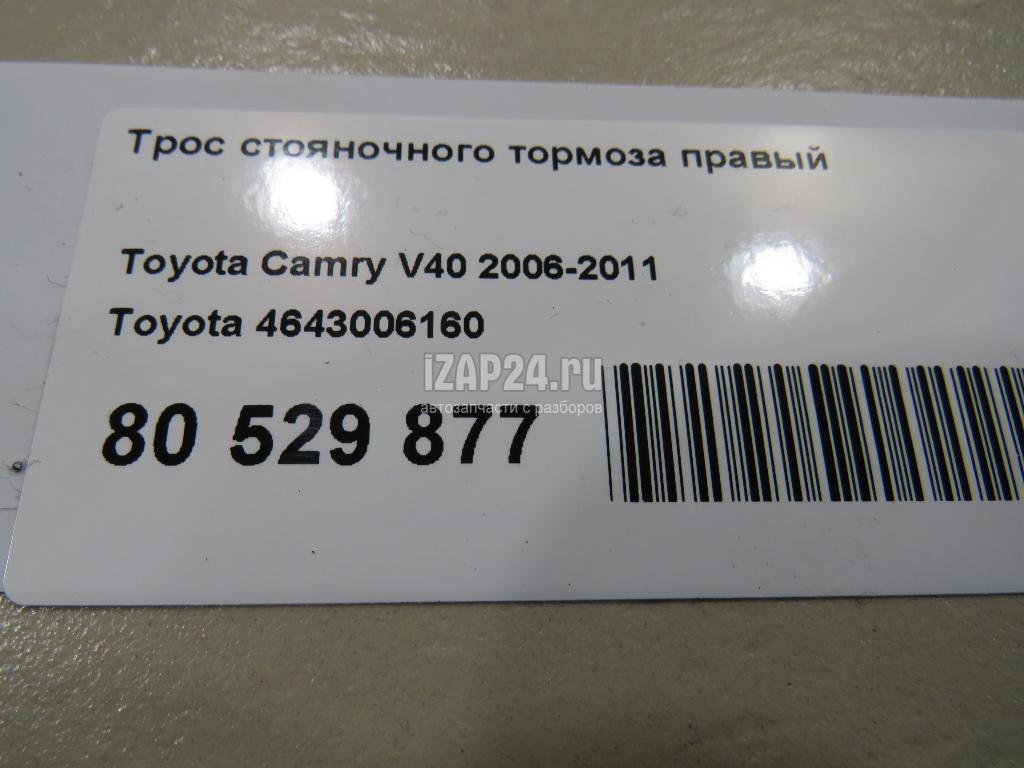 Трос стояночного тормоза правый
Toyota Camry V40 2006-2011
Toyota 4643006160
iZAP24.ru
автозапчасти с разборов
80 529 877